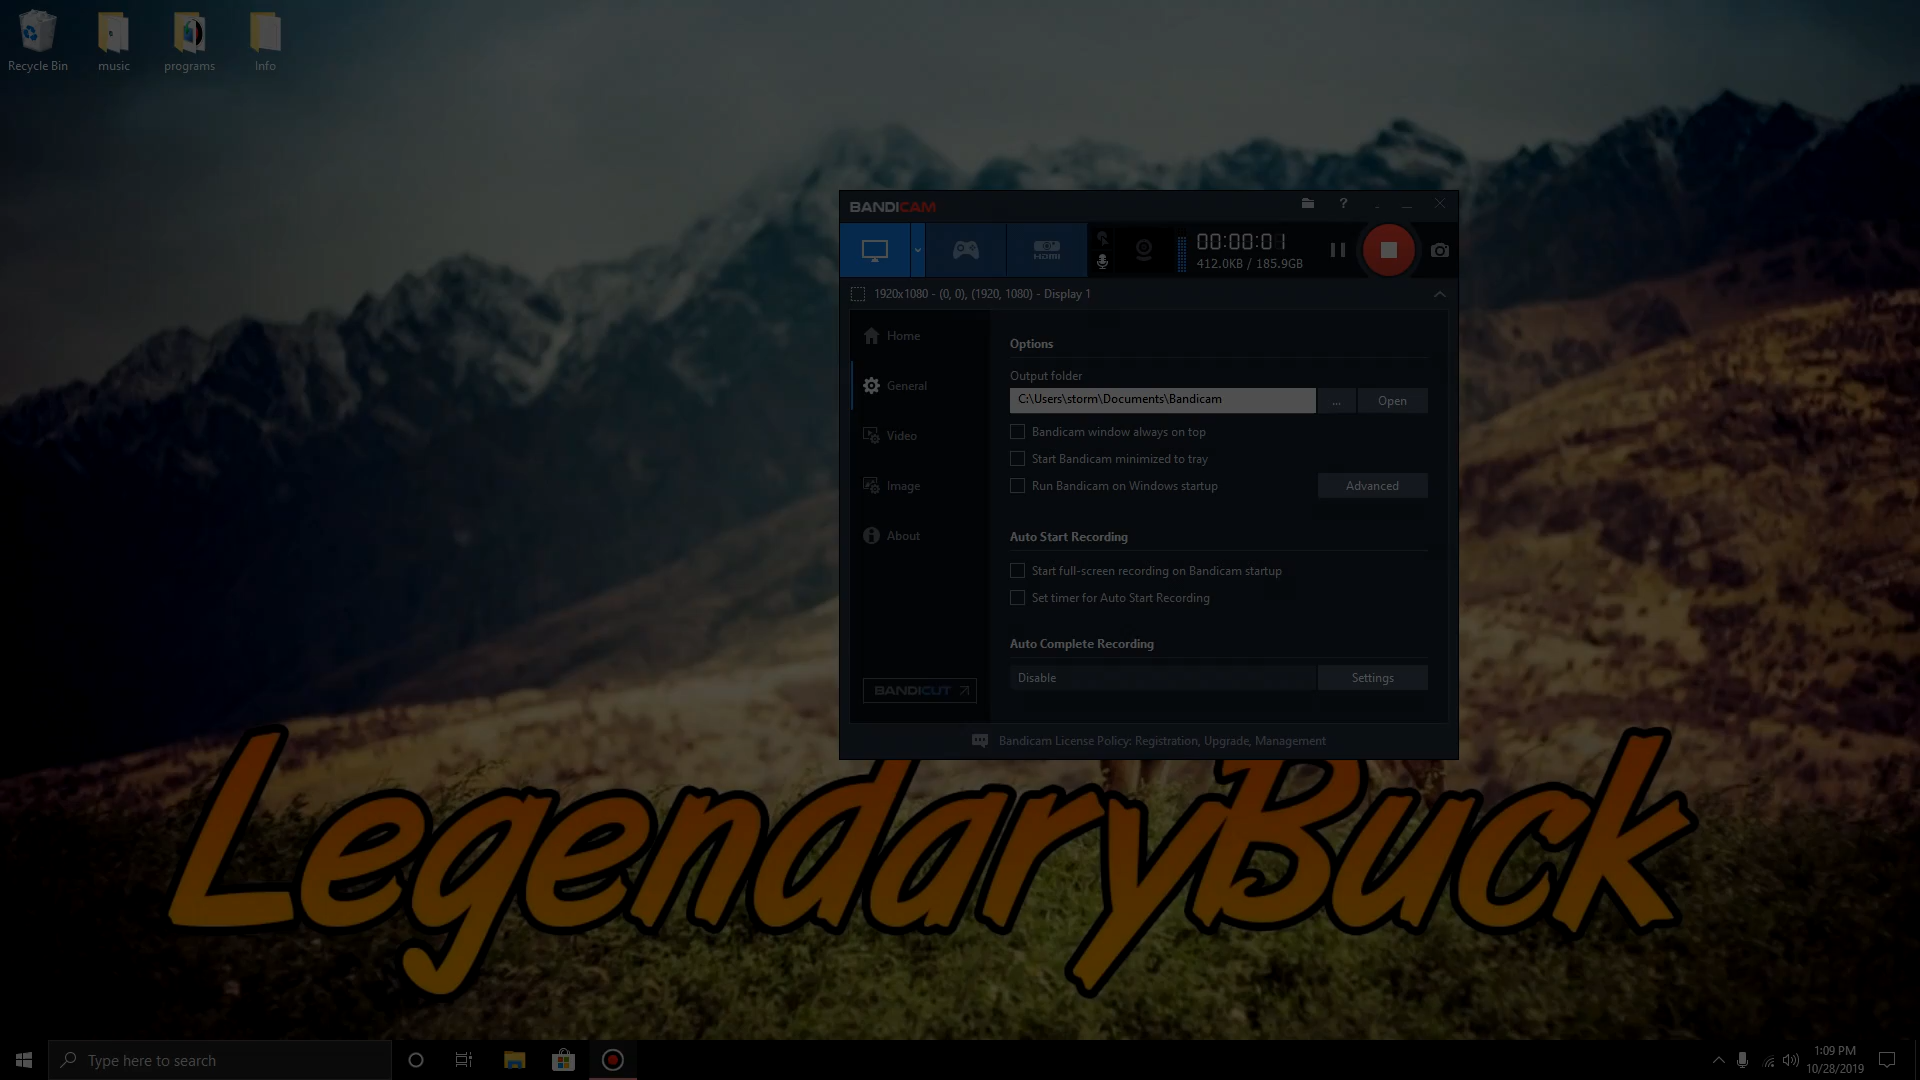 Recycle Bin
music
programs
Info
BANDICAM
?
HDMI
00:00:0
412.0KB / 185.9GB
1920x1080 - (0, 0), (1920, 1080) - Display 1
Home
General
Video
Image
About
BANDICUT
Options
Output folder
C:\Users\storm\Documents\Bandicam
...
Open
Bandicam window always on top
Start Bandicam minimized to tray
Run Bandicam on Windows startup
Advanced
Auto Start Recording
Start full-screen recording on Bandicam startup
Set timer for Auto Start Recording
Auto Complete Recording
Disable
Settings
Bandicam License Policy: Registration, Upgrade, Management
LegendaryBuck
Type here to search
1:09 PM
10/28/2019